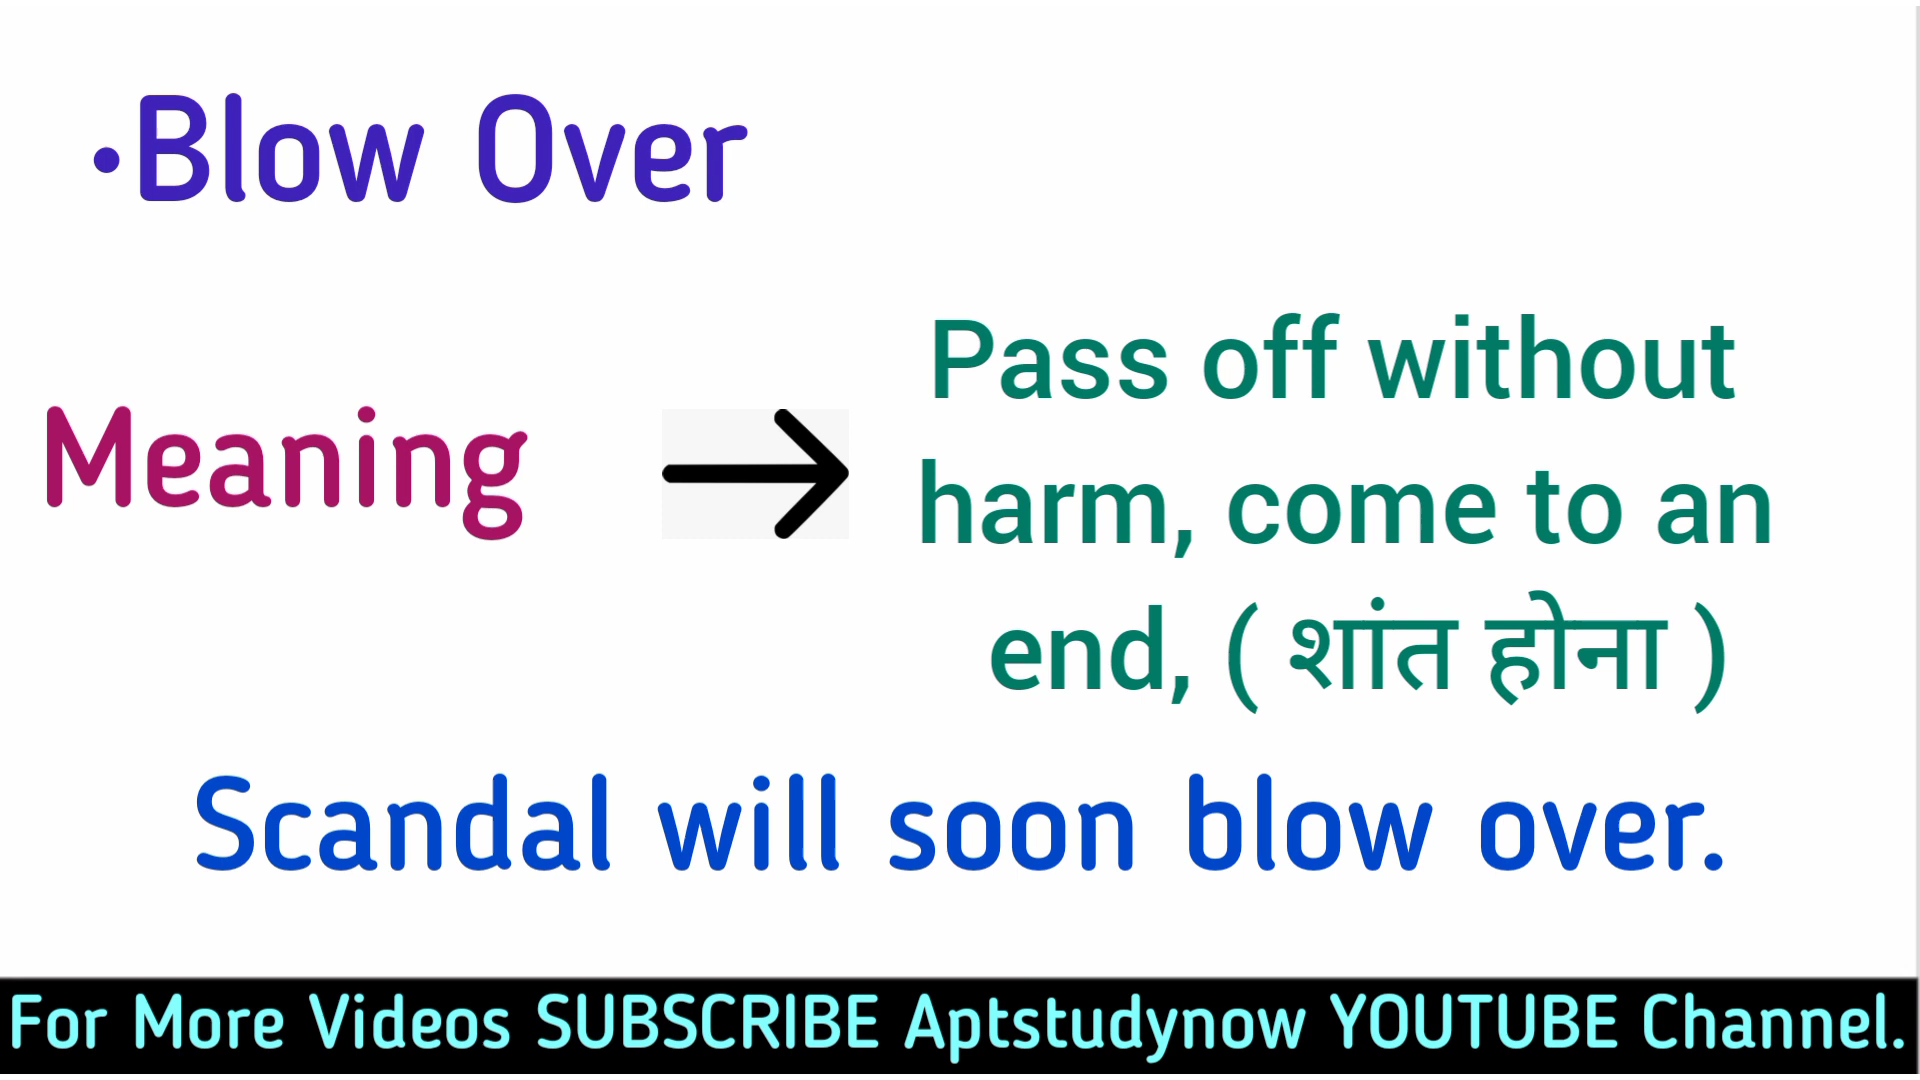 •Blow Over
Meaning
Pass off without
harm, come to an
end, ( शांत होना )
Scandal will soon blow over.
For More Videos SUBSCRIBE Aptstudynow YOUTUBE Channel.